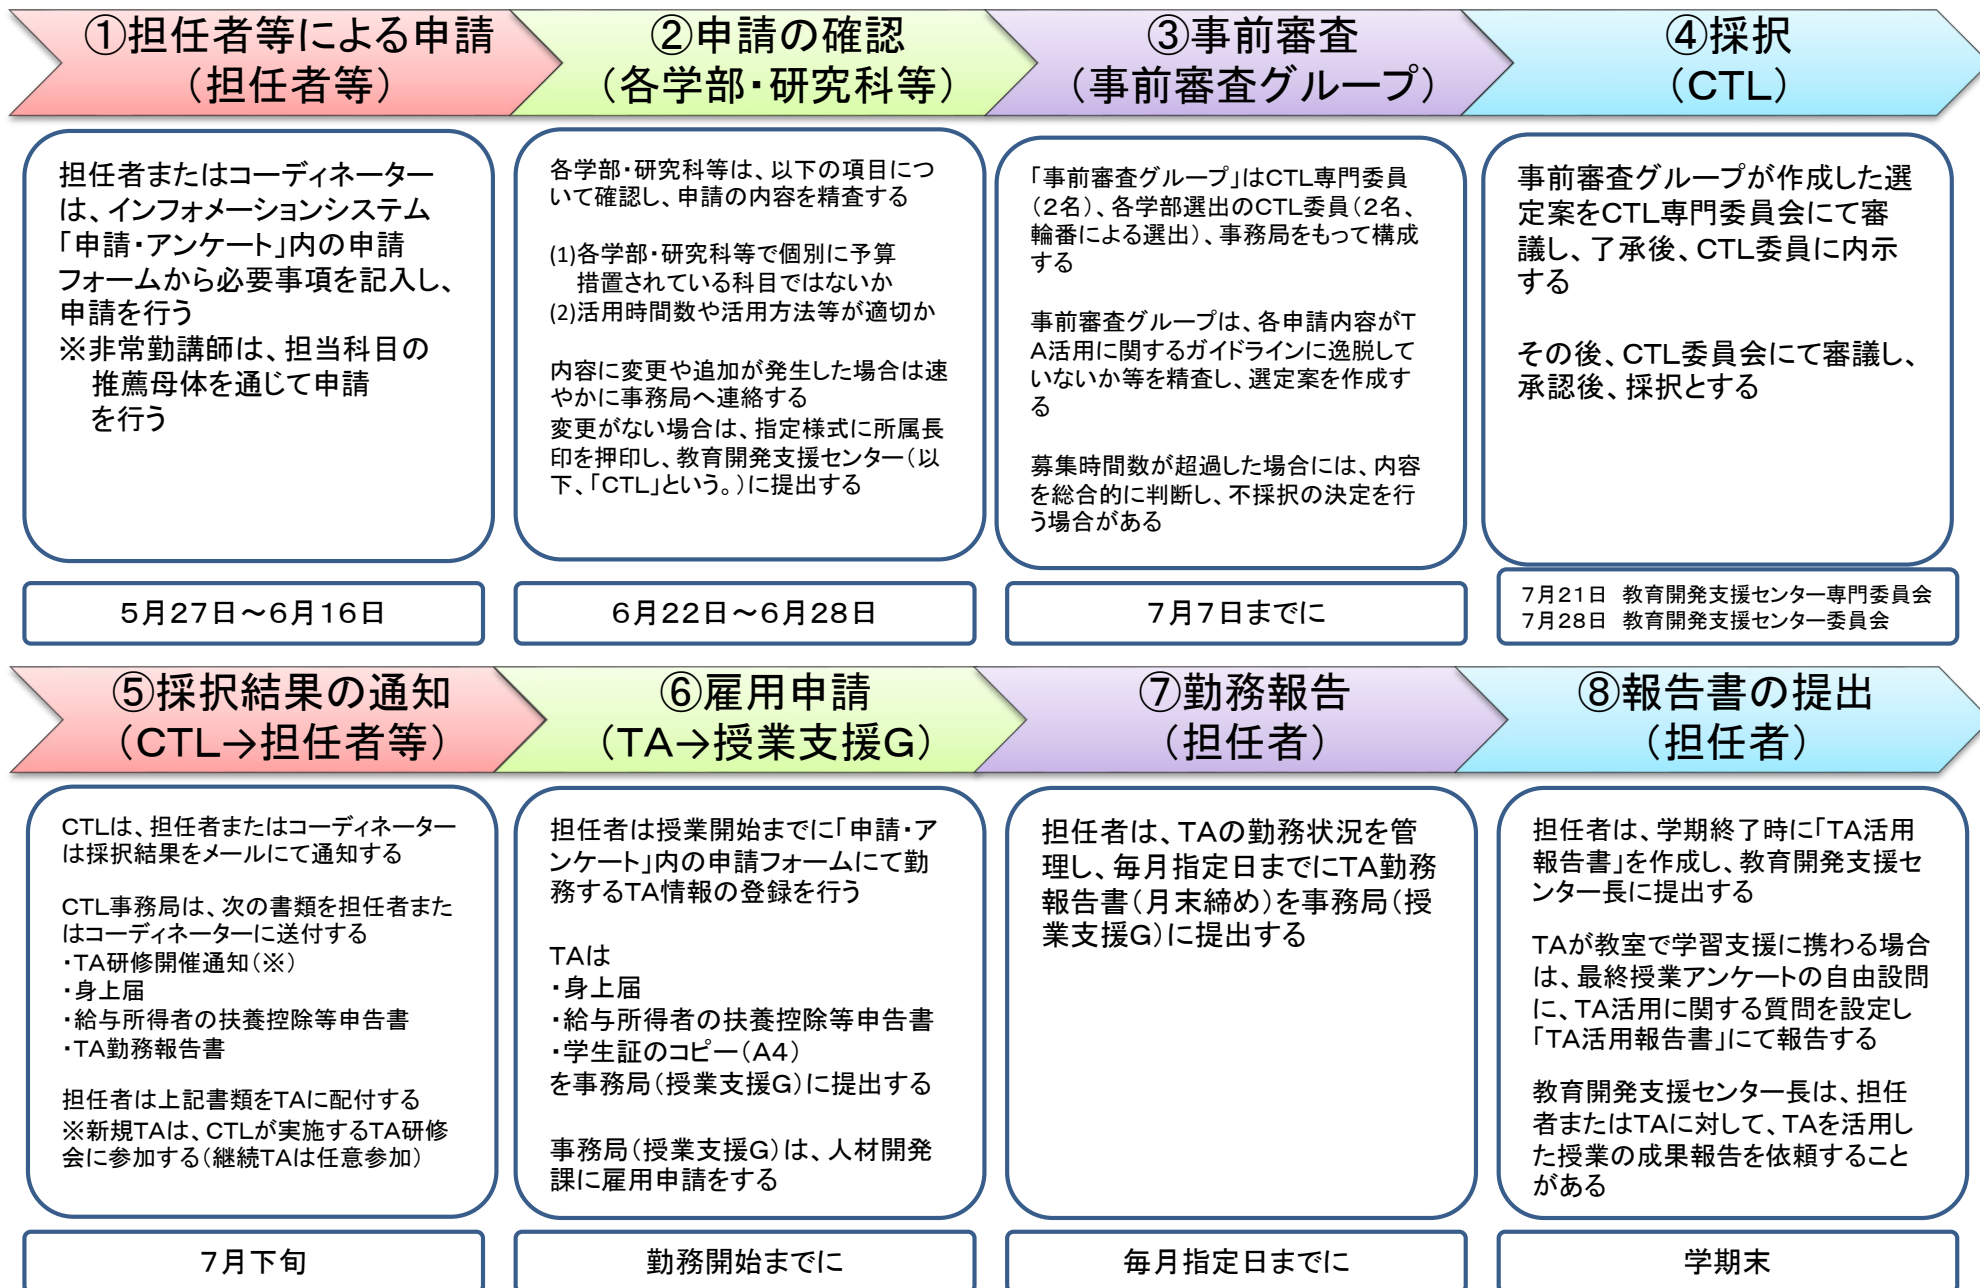 ①担任者等による申請
（担任者等）
②申請の確認
（各学部・研究科等）
③事前審査
（事前審査グループ）
④採択
（CTL）
担任者またはコーディネーター
は、インフォメーションシステム
「申請・アンケート」内の申請
フォームから必要事項を記入し、
申請を行う
※非常勤講師は、担当科目の
推薦母体を通じて申請
を行う
各学部・研究科等は、以下の項目につ
いて確認し、申請の内容を精査する
(1)各学部・研究科等で個別に予算
措置されている科目ではないか
(2)活用時間数や活用方法等が適切か
内容に変更や追加が発生した場合は速
やかに事務局へ連絡する
変更がない場合は、指定様式に所属長
印を押印し、教育開発支援センター（以
下、「CTL」という。）に提出する
「事前審査グループ」はCTL専門委員
（２名）、各学部選出のCTL委員（２名、
輪番による選出）、事務局をもって構成
する
事前審査グループは、各申請内容がT
A活用に関するガイドラインに逸脱して
いないか等を精査し、選定案を作成す
る
募集時間数が超過した場合には、内容
を総合的に判断し、不採択の決定を行
う場合がある
事前審査グループが作成した選
定案をCTL専門委員会にて審
議し、了承後、CTL委員に内示
する
その後、CTL委員会にて審議し、
承認後、採択とする
５月２７日～６月１６日
６月２２日～６月２８日
７月７日までに
７月２１日　教育開発支援センター専門委員会
７月２８日　教育開発支援センター委員会
⑤採択結果の通知
（CTL→担任者等）
⑥雇用申請
（TA→授業支援G）
⑦勤務報告
（担任者）
⑧報告書の提出
（担任者）
CTLは、担任者またはコーディネーター
は採択結果をメールにて通知する
CTL事務局は、次の書類を担任者また
はコーディネーターに送付する
・TA研修開催通知（※）
・身上届
・給与所得者の扶養控除等申告書
・TA勤務報告書
担任者は上記書類をTAに配付する
※新規TAは、CTLが実施するTA研修
会に参加する（継続TAは任意参加）
担任者は授業開始までに「申請・ア
ンケート」内の申請フォームにて勤
務するTA情報の登録を行う
TAは
・身上届
・給与所得者の扶養控除等申告書
・学生証のコピー（A４）
を事務局（授業支援G）に提出する
事務局（授業支援G）は、人材開発
課に雇用申請をする
担任者は、TAの勤務状況を管
理し、毎月指定日までにTA勤務
報告書（月末締め）を事務局（授
業支援G）に提出する
担任者は、学期終了時に「TA活用
報告書」を作成し、教育開発支援セ
ンター長に提出する
TAが教室で学習支援に携わる場合
は、最終授業アンケートの自由設問
に、TA活用に関する質問を設定し
「TA活用報告書」にて報告する
教育開発支援センター長は、担任
者またはTAに対して、TAを活用し
た授業の成果報告を依頼すること
がある
７月下旬
勤務開始までに
毎月指定日までに
学期末